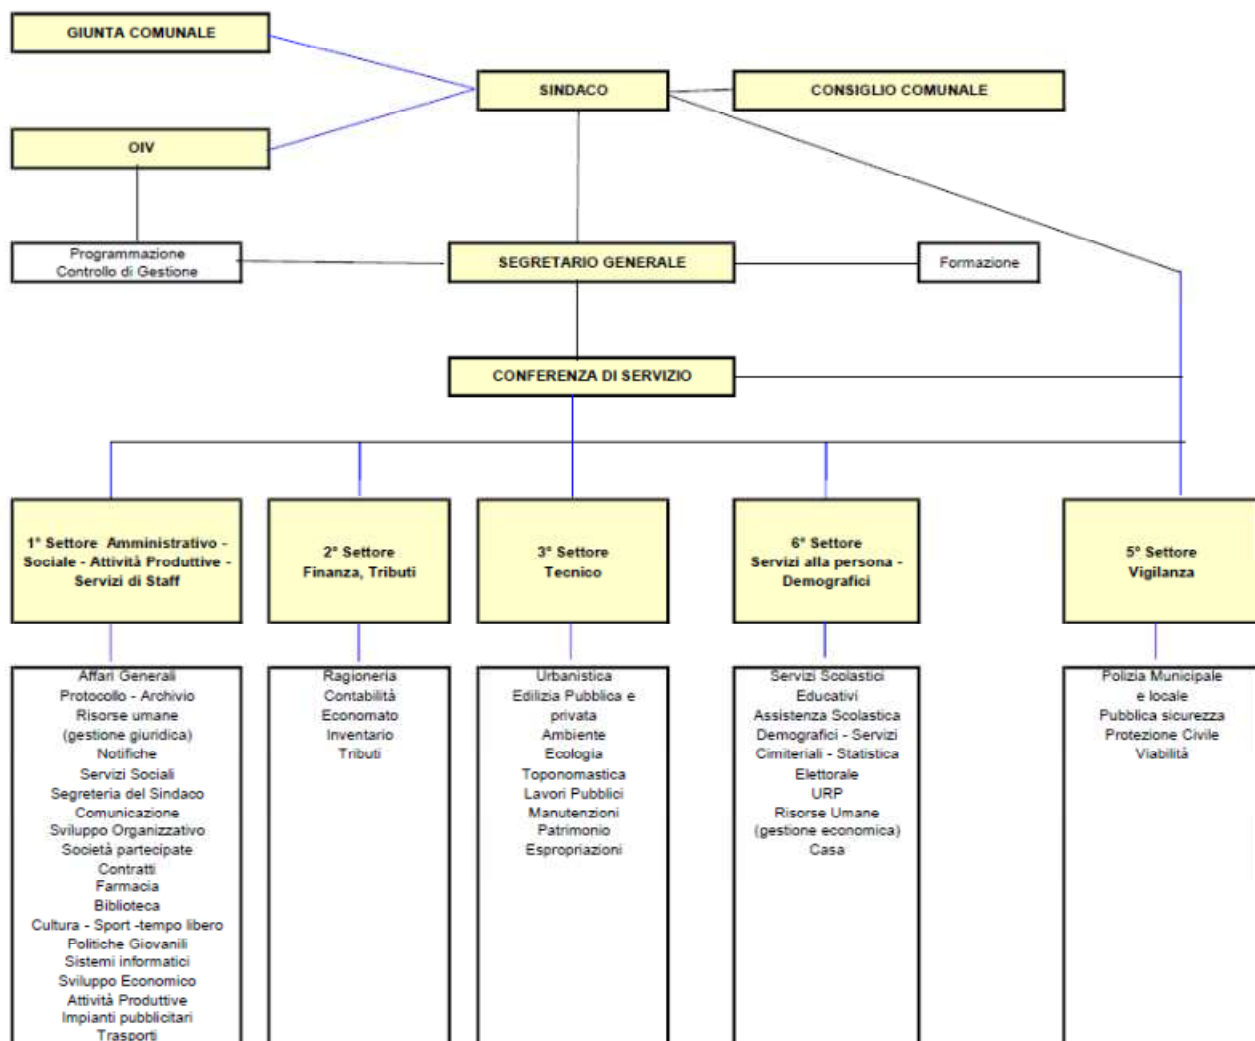 GIUNTA COMUNALE
SINDACO
CONSIGLIO COMUNALE
OIV
Programmazione
Controllo di Gestione
SEGRETARIO GENERALE
Formazione
CONFERENZA DI SERVIZIO
1° Settore Amministrativo -
Sociale - Attività Produttive -
Servizi di Staff
2° Settore
Finanza, Tributi
3° Settore
Tecnico
6° Settore
Servizi alla persona -
Demografici
5° Settore
Vigilanza
Affari Generali
Protocollo - Archivio
Risorse umane
(gestione giuridica)
Notifiche
Servizi Sociali
Segreteria del Sindaco
Comunicazione
Sviluppo Organizzativo
Società partecipate
Contratti
Farmacia
Biblioteca
Cultura - Sport -tempo libero
Politiche Giovanili
Sistemi informatici
Sviluppo Economico
Attività Produttive
Impianti pubblicitari
Trasporti
Ragioneria
Contabilità
Economato
Inventario
Tributi
Urbanistica
Edilizia Pubblica e
privata
Ambiente
Ecologia
Toponomastica
Lavori Pubblici
Manutenzioni
Patrimonio
Espropriazioni
Servizi Scolastici
Educativi
Assistenza Scolastica
Demografici - Servizi
Cimiteriali - Statistica
Elettorale
URP
Risorse Umane
(gestione economica)
Casa
Polizia Municipale
e locale
Pubblica sicurezza
Protezione Civile
Viabilità